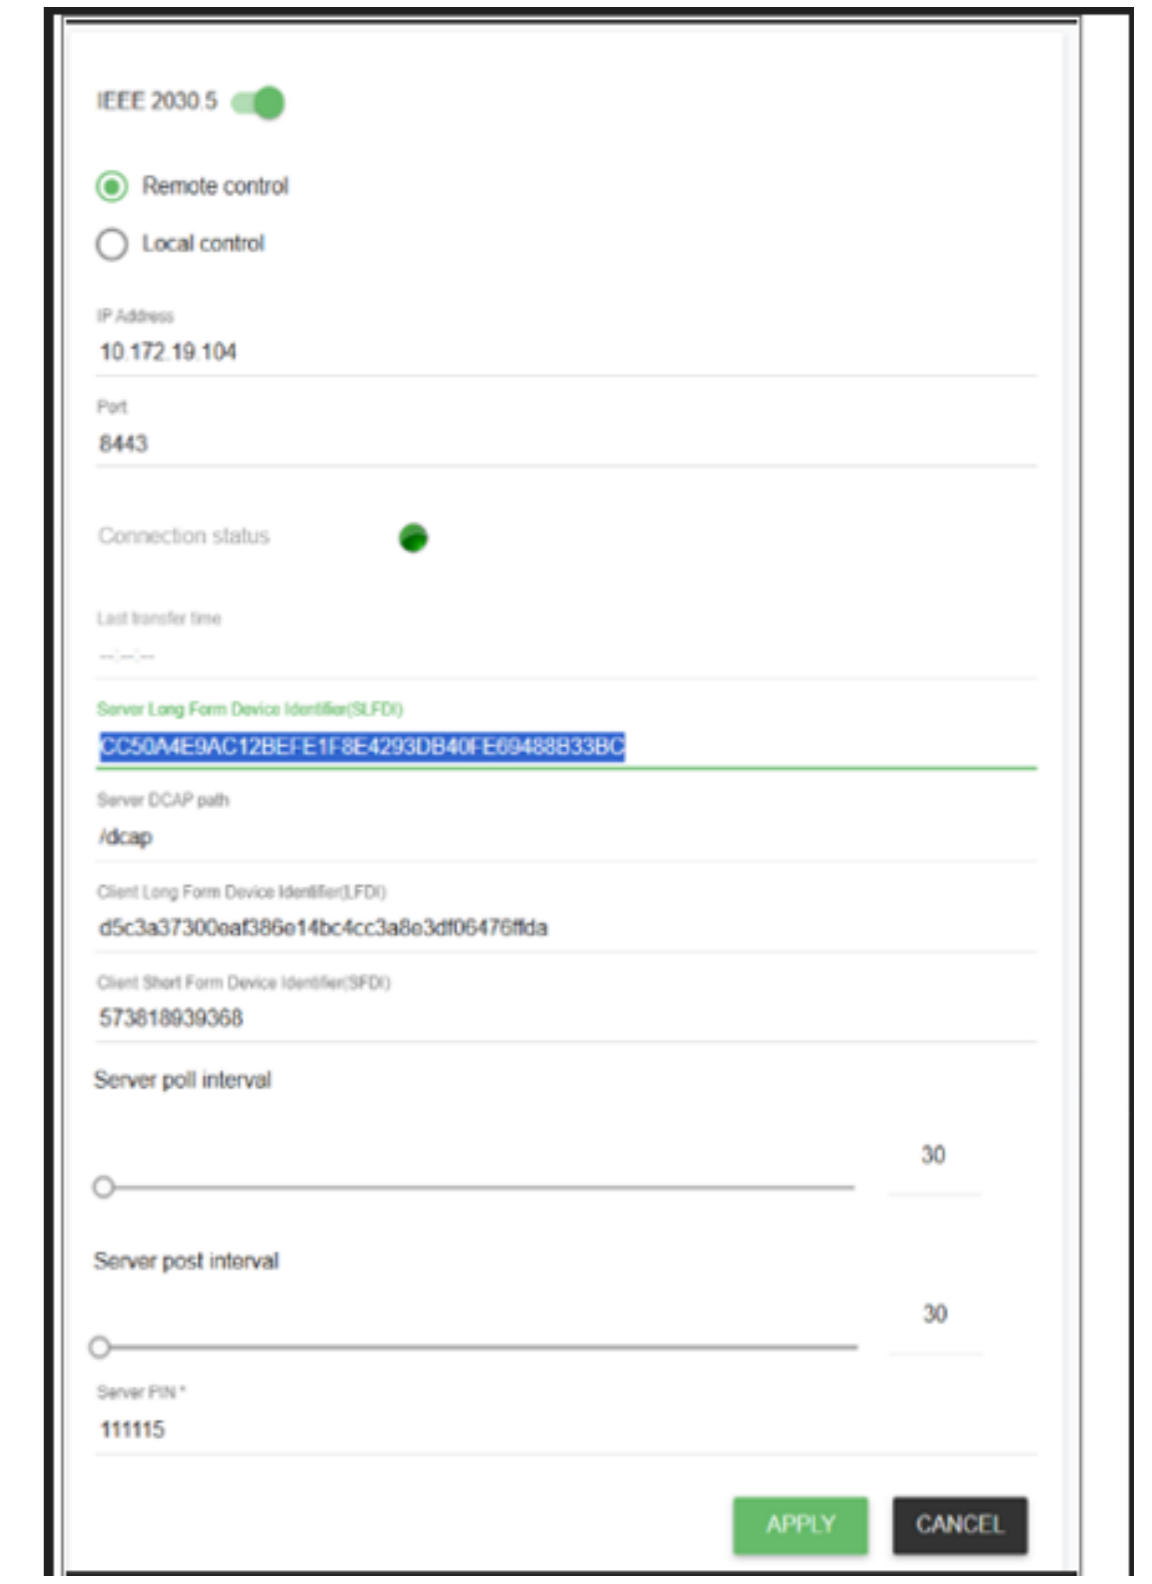 IEEE 2030.5
Remote control
Local control
IP Address
10.172.19.104
Port
8443
Connection status
Last transfer time
--:--:--
Server Long Form Device Identifier(SLFDI)
CC50A4E9AC12BEFE1F8E4293DB40FE69488B33BC
Server DCAP path
/dcap
Client Long Form Device Identifier(LFDI)
d5c3a37300eaf386e14bc4cc3a8e3df06476ffda
Client Short Form Device Identifier(SFDI)
573818939368
Server poll interval
30
Server post interval
30
Server PIN *
111115
APPLY CANCEL